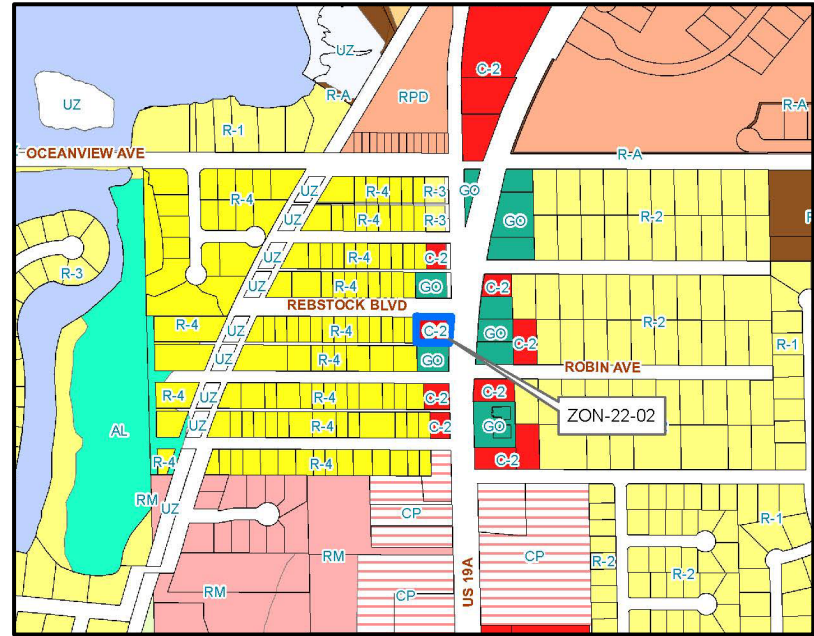 UZ
C-2
RPD
R-A
R-A
UZ
R-1
OCEANVIEW AVE
R-A
UZ
R-4
R-3
GO
R-4
UZ
R-4
R-3
GO
R-2
R-3
UZ
R-4
C-2
UZ
R-4
GO
C-2
REBSTOCK BLVD
R-2
R-4
UZ
R-4
C-2
GO
C-2
R-1
UZ
R-4
GO
ROBIN AVE
R-4
UZ
R-4
C-2
C-2
ZON-22-02
AL
UZ
R-4
C-2
GO
R-4
R-4
C-2
RM
UZ
CP
R-1
RM
CP
R-2
R-2
RM
CP
US 19A